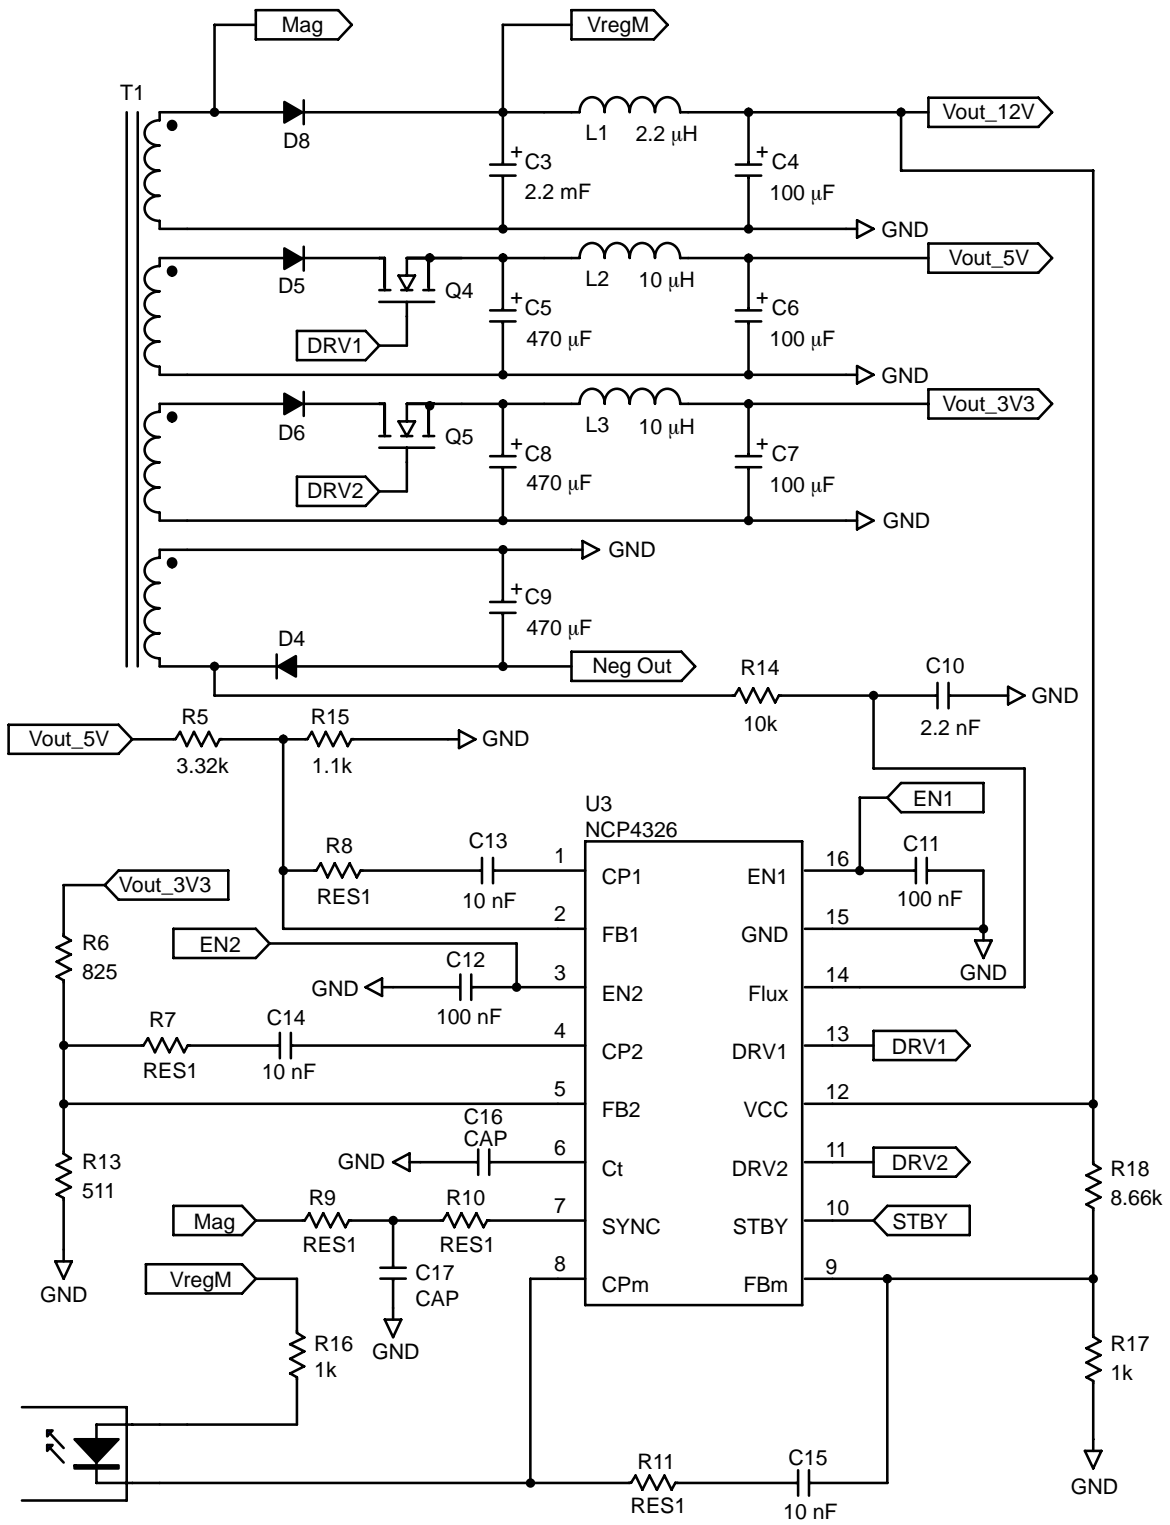 Mag
VregM
T1
D8
L1
2.2 μH
Vout_12V
+
C3
2.2 mF
+
C4
100 μF
GND
D5
Q4
L2
10 μH
Vout_5V
DRV1
+
C5
470 μF
+
C6
100 μF
GND
D6
Q5
L3
10 μH
Vout_3V3
DRV2
+
C8
470 μF
+
C7
100 μF
GND
GND
+
C9
470 μF
D4
Neg Out
R14
10k
C10
2.2 nF
GND
Vout_5V
R5
3.32k
R15
1.1k
GND
U3
NCP4326
EN1
R8
RES1
C13
10 nF
1
CP1
EN1
16
C11
100 nF
Vout_3V3
2
FB1
GND
15
GND
R6
825
EN2
GND
C12
100 nF
3
EN2
Flux
14
R7
RES1
C14
10 nF
4
CP2
DRV1
13
DRV1
5
FB2
VCC
12
R13
511
GND
C16
CAP
6
Ct
DRV2
11
DRV2
R18
8.66k
Mag
R9
RES1
R10
RES1
7
SYNC
STBY
10
STBY
GND
VregM
C17
CAP
GND
8
CPm
FBm
9
R16
1k
R17
1k
GND
R11
RES1
C15
10 nF